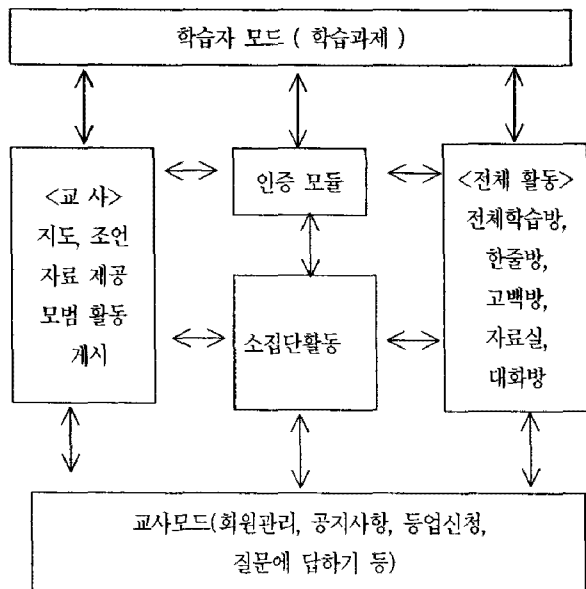 학습자 모드 ( 학습과제 )
<교 사>
지도, 조언
자료 제공
모범 활동
게시
인증 모듈
소집단활동
<전체 활동>
전체학습방,
한줄방,
고백방,
자료실,
대화방
교사모드(회원관리, 공지사항, 등업신청,
질문에 답하기 등)